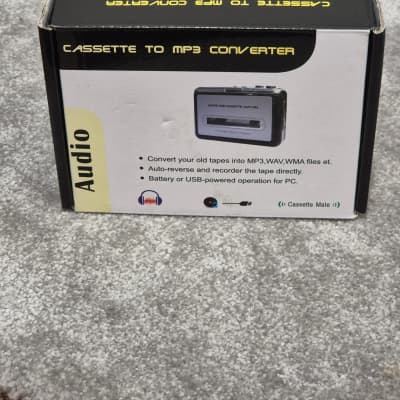 CASSETTE TO MP3 CONVERTER
CASSETTE TO MP3 CONVERTER
Audio
• Convert your old tapes into MP3,WAV,WMA files et.
• Auto-reverse and recorder the tape directly.
• Battery or USB-powered operation for PC.
Cassette Mate